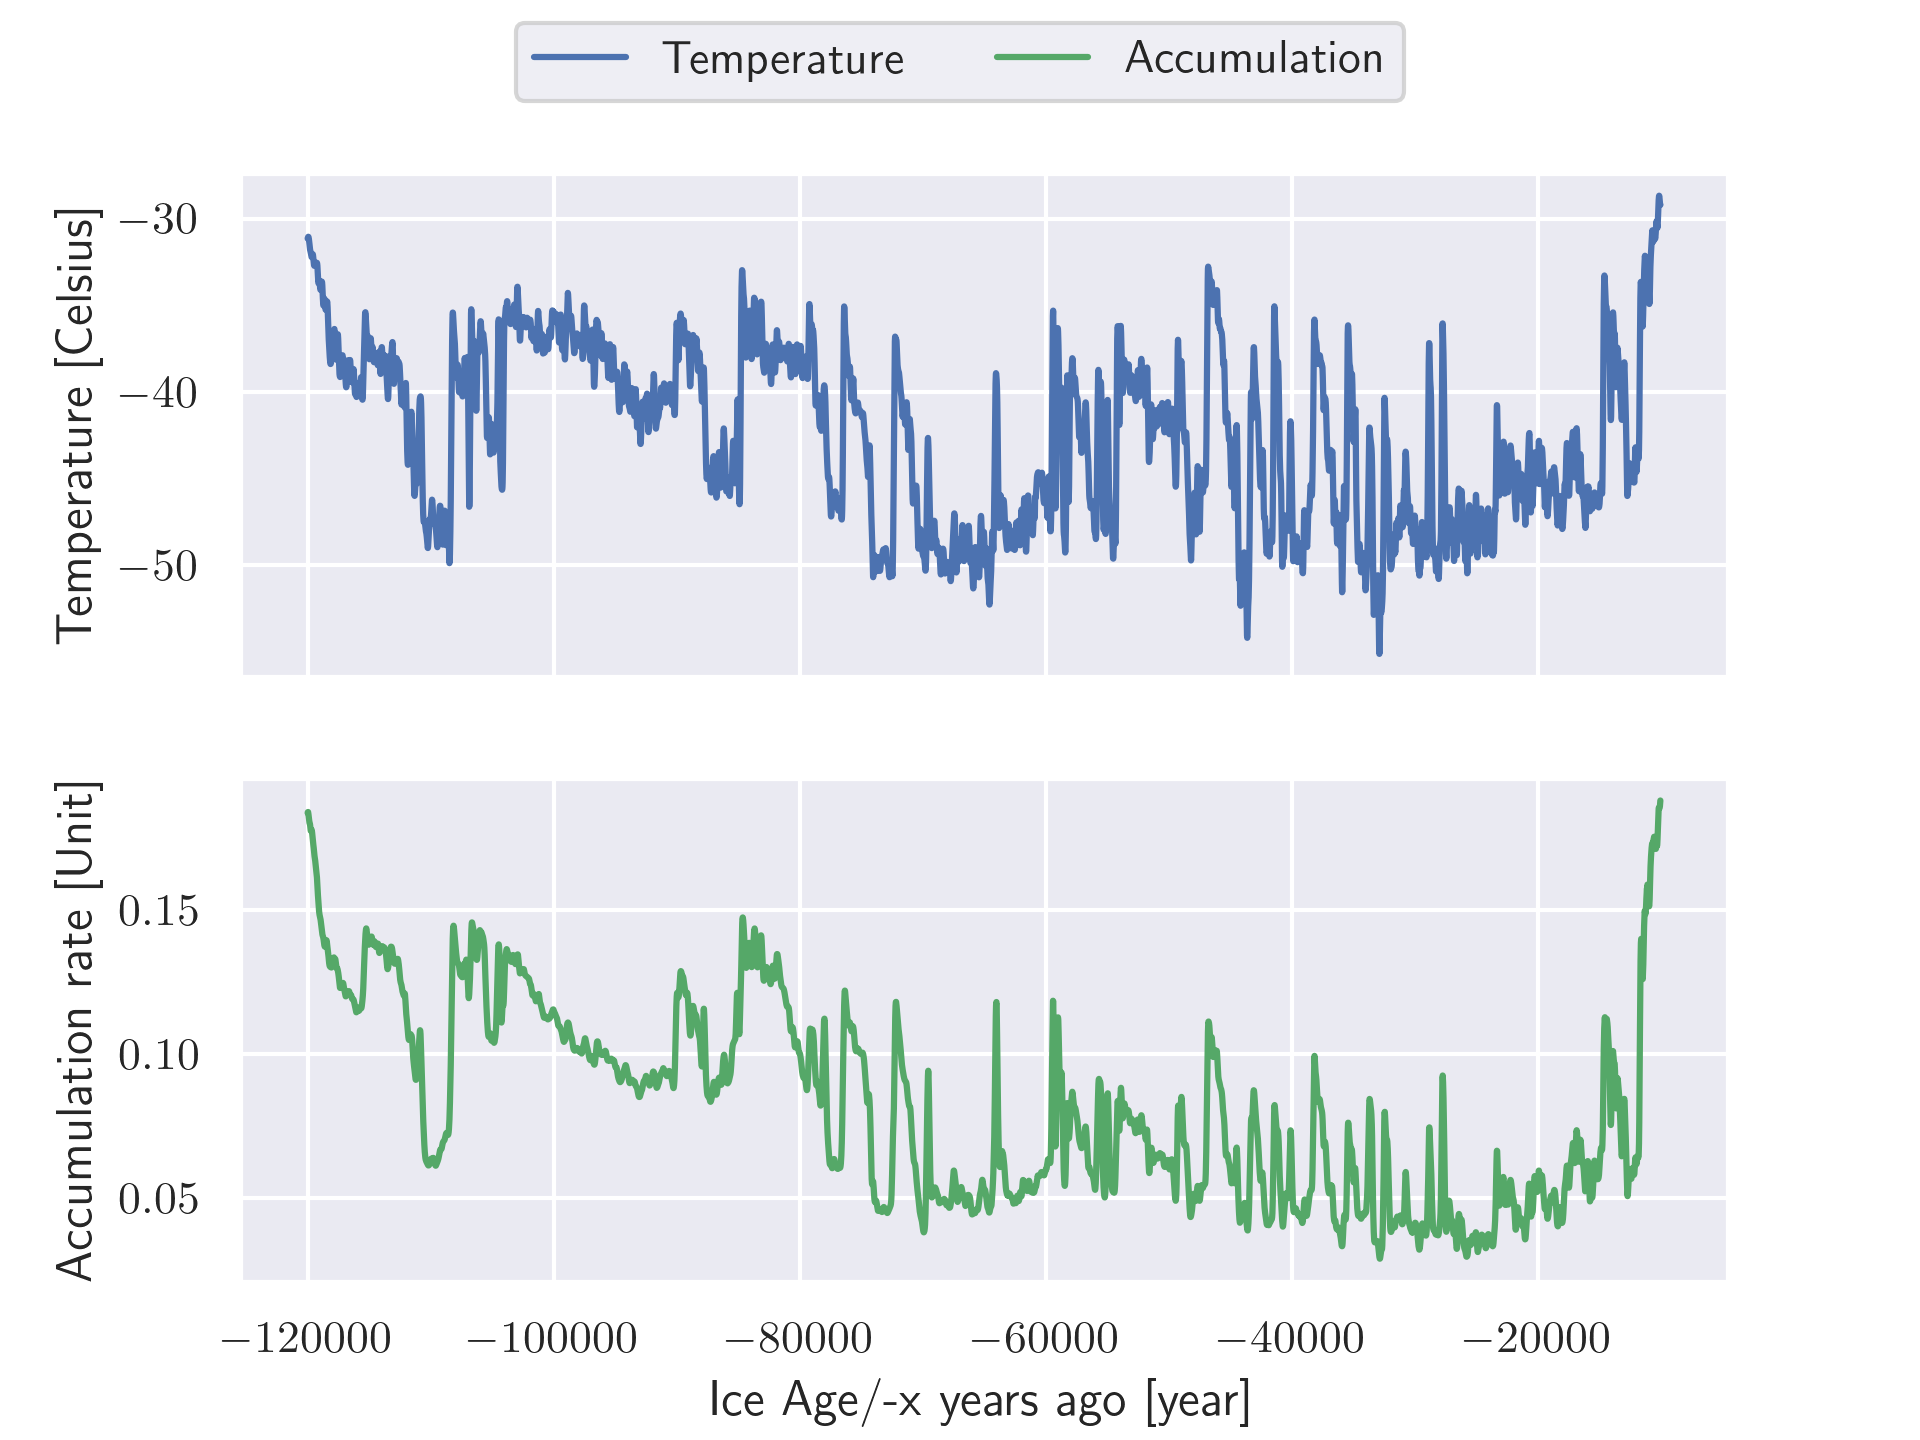 Temperature Accumulation
Temperature [Celsius]
−30
−40
−50
Accumulation rate [Unit]
0.15
0.10
0.05
−120000 −100000 −80000 −60000 −40000 −20000
Ice Age/-x years ago [year]